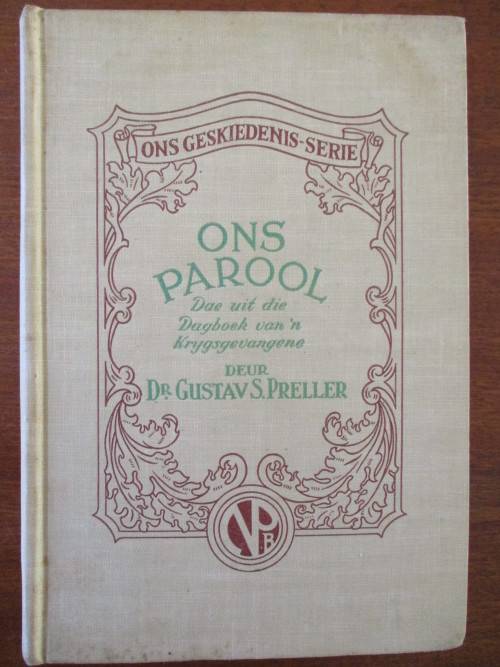 ONS GESKIEDENIS-SERIE
ONS
PAROOL
Dae uit die
Dagboek van 'n
Krygsgevangene
DEUR
DR. GUSTAV S. PRELLER
VPB